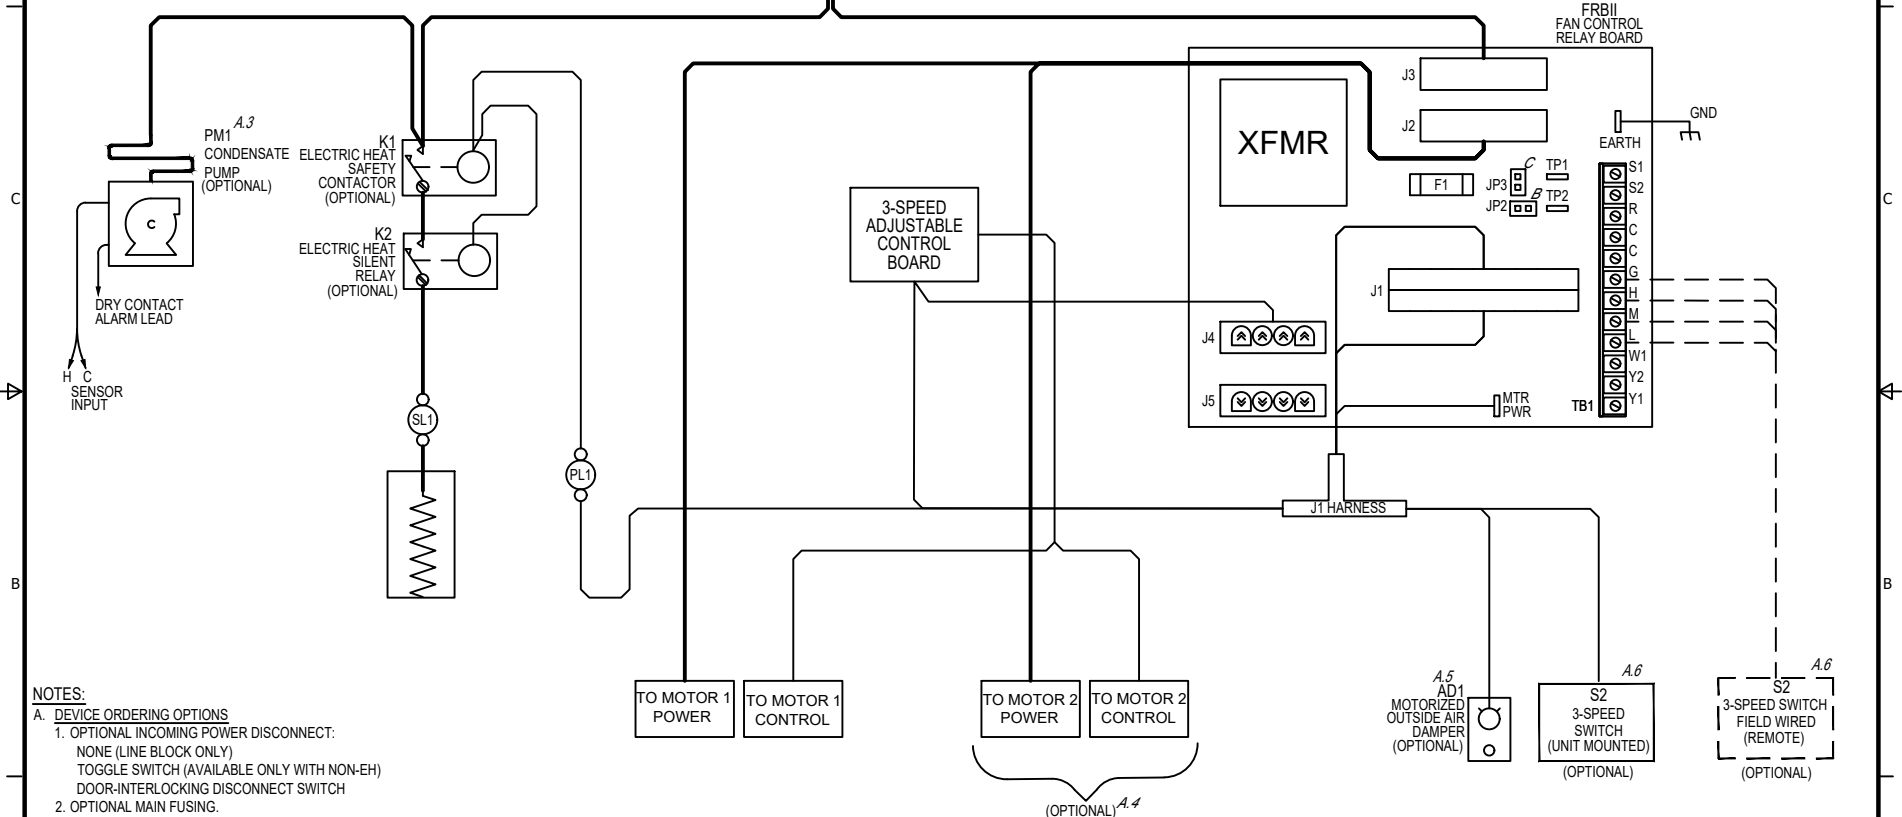 FRBII
FAN CONTROL
RELAY BOARD
J3
J2
XFMR
GND
EARTH
F1
C
JP3
TP1
B
JP2
TP2
S1
S2
R
C
C
G
H
M
L
W1
Y2
Y1
TB1
J1
J4
J5
MTR
PWR
J1 HARNESS
PM1 A.3
CONDENSATE
PUMP
(OPTIONAL)
C
DRY CONTACT
ALARM LEAD
H C
SENSOR
INPUT
K1
ELECTRIC HEAT
SAFETY
CONTACTOR
(OPTIONAL)
K2
ELECTRIC HEAT
SILENT
RELAY
(OPTIONAL)
SL1
PL1
3-SPEED
ADJUSTABLE
CONTROL
BOARD
C
C
B
B
TO MOTOR 1
POWER
TO MOTOR 1
CONTROL
TO MOTOR 2
POWER
TO MOTOR 2
CONTROL
(OPTIONAL) A.4
A.5
AD1
MOTORIZED
OUTSIDE AIR
DAMPER
(OPTIONAL)
A.6
S2
3-SPEED
SWITCH
(UNIT MOUNTED)
(OPTIONAL)
A.6
S2
3-SPEED SWITCH
FIELD WIRED
(REMOTE)
(OPTIONAL)
NOTES:
A. DEVICE ORDERING OPTIONS
1. OPTIONAL INCOMING POWER DISCONNECT:
NONE (LINE BLOCK ONLY)
TOGGLE SWITCH (AVAILABLE ONLY WITH NON-EH)
DOOR-INTERLOCKING DISCONNECT SWITCH
2. OPTIONAL MAIN FUSING.